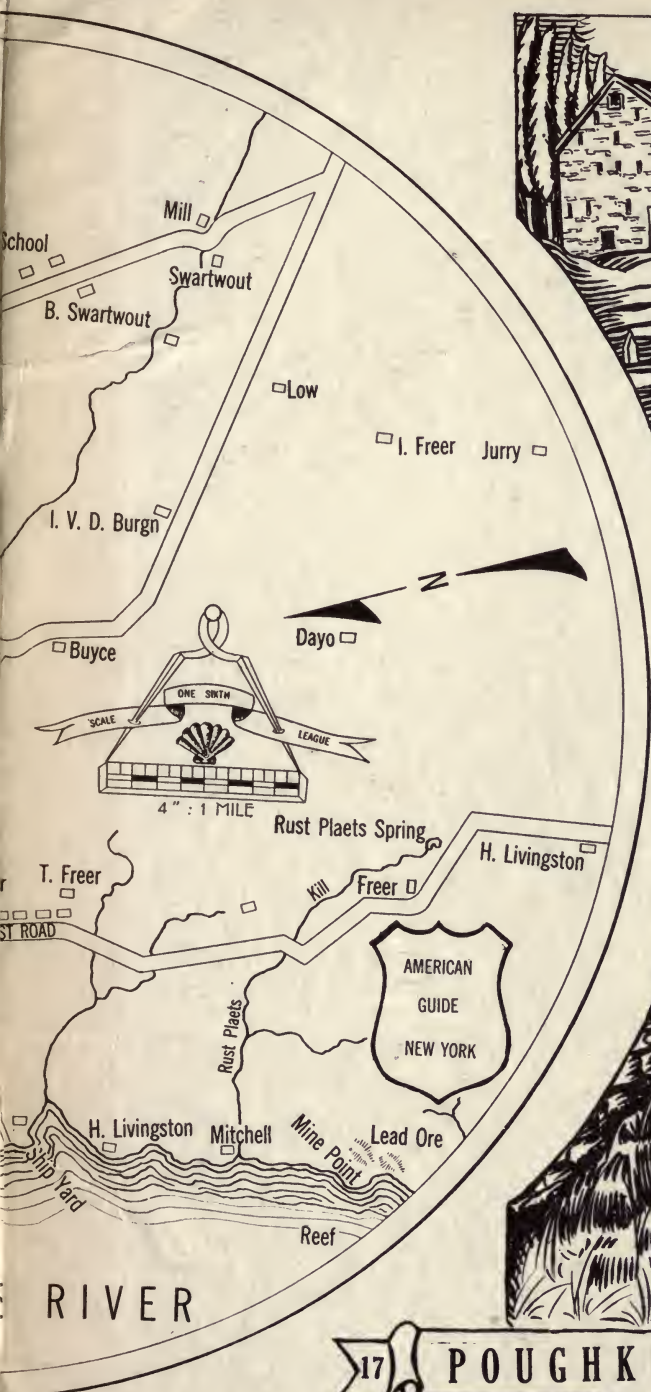 Mill
School
Swartwout
B. Swartwout
Low
I. Freer
Jurry
I. V. D. Burgn
N
Dayo
Buyce
ONE SIXTH
SCALE
LEAGUE
4" : 1 MILE
Rust Plaets Spring
H. Livingston
T. Freer
Kill
Freer
ST ROAD
AMERICAN
GUIDE
NEW YORK
Rust Plaets
H. Livingston
Mitchell
Mine Point
Lead Ore
Ship Yard
Reef
RIVER
17
POUGHK